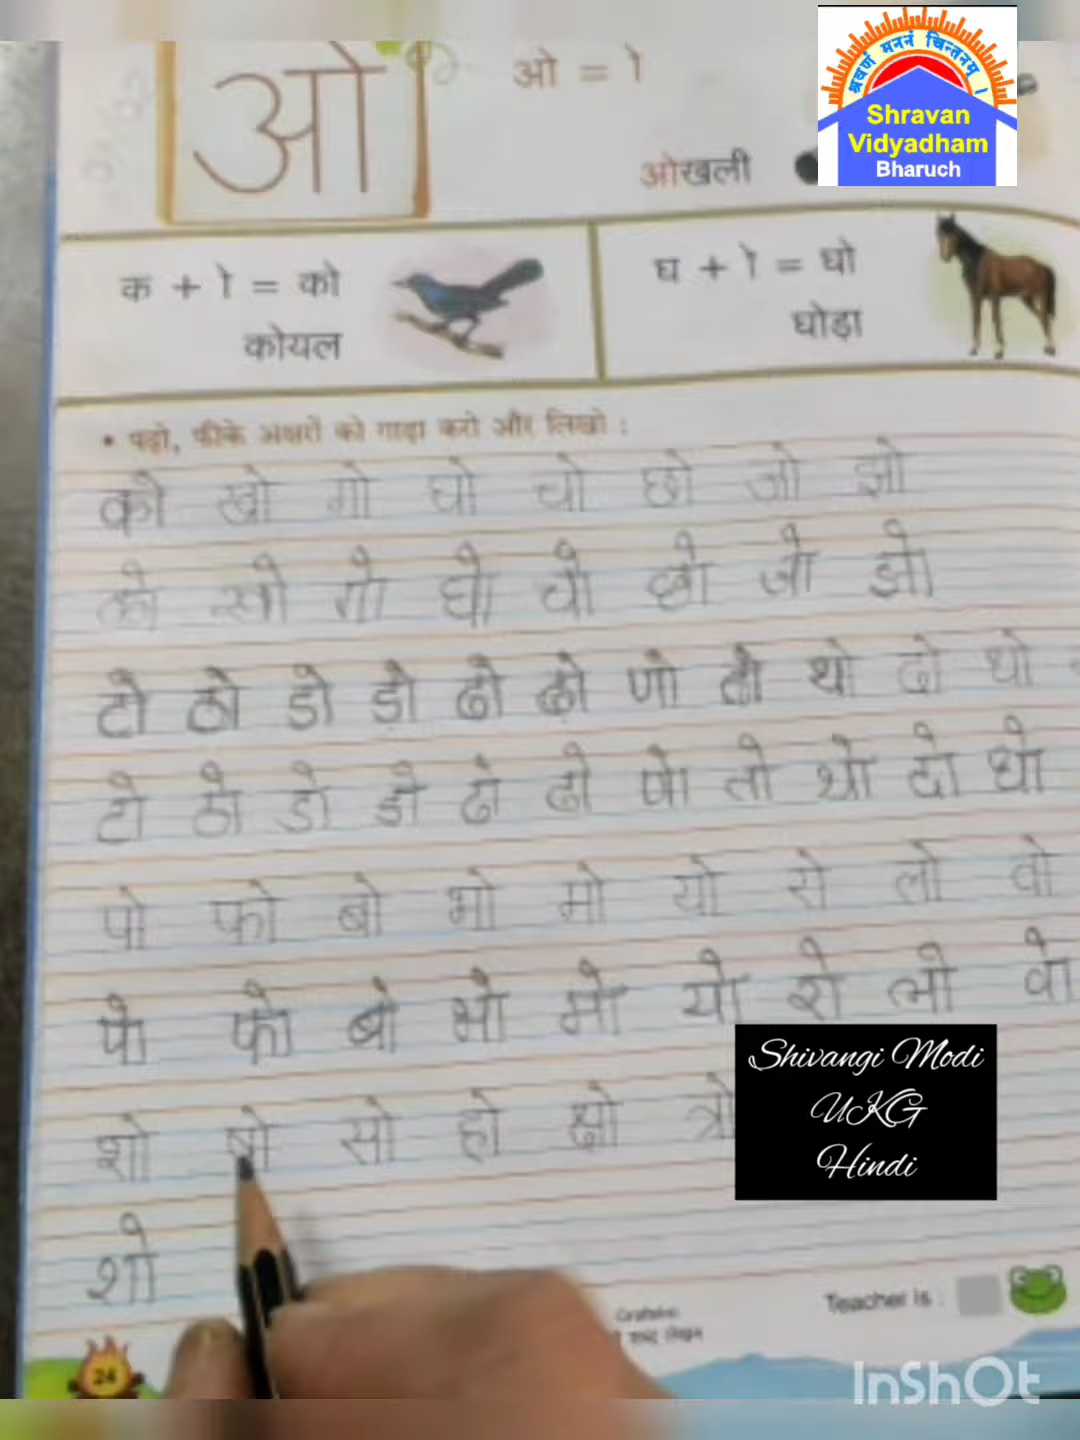 श्रवणं मननं चिन्तनम् ।
Shravan
Vidyadham
Bharuch
ओ
ओ = ो
ओखली
क + ो = को
कोयल
घ + ो = घो
घोड़ा
• पढ़ो, फीके अक्षरों को गाढ़ा करो और लिखो :
को खो गो घो चो छो जो झो
को खो गो घो चो छो जो झो
टो ठो डो ड़ो ढो ढ़ो णो तो थो दो धो
टो ठो डो ड़ो ढो ढ़ो णो तो थो दो धो
पो फो बो भो मो यो रो लो वो
पो फो बो भो मो यो रो लो वो
Shivangi Modi
UKG
Hindi
शो षो सो हो क्षो त्रो
शो
Teacher is :
24
InShOt